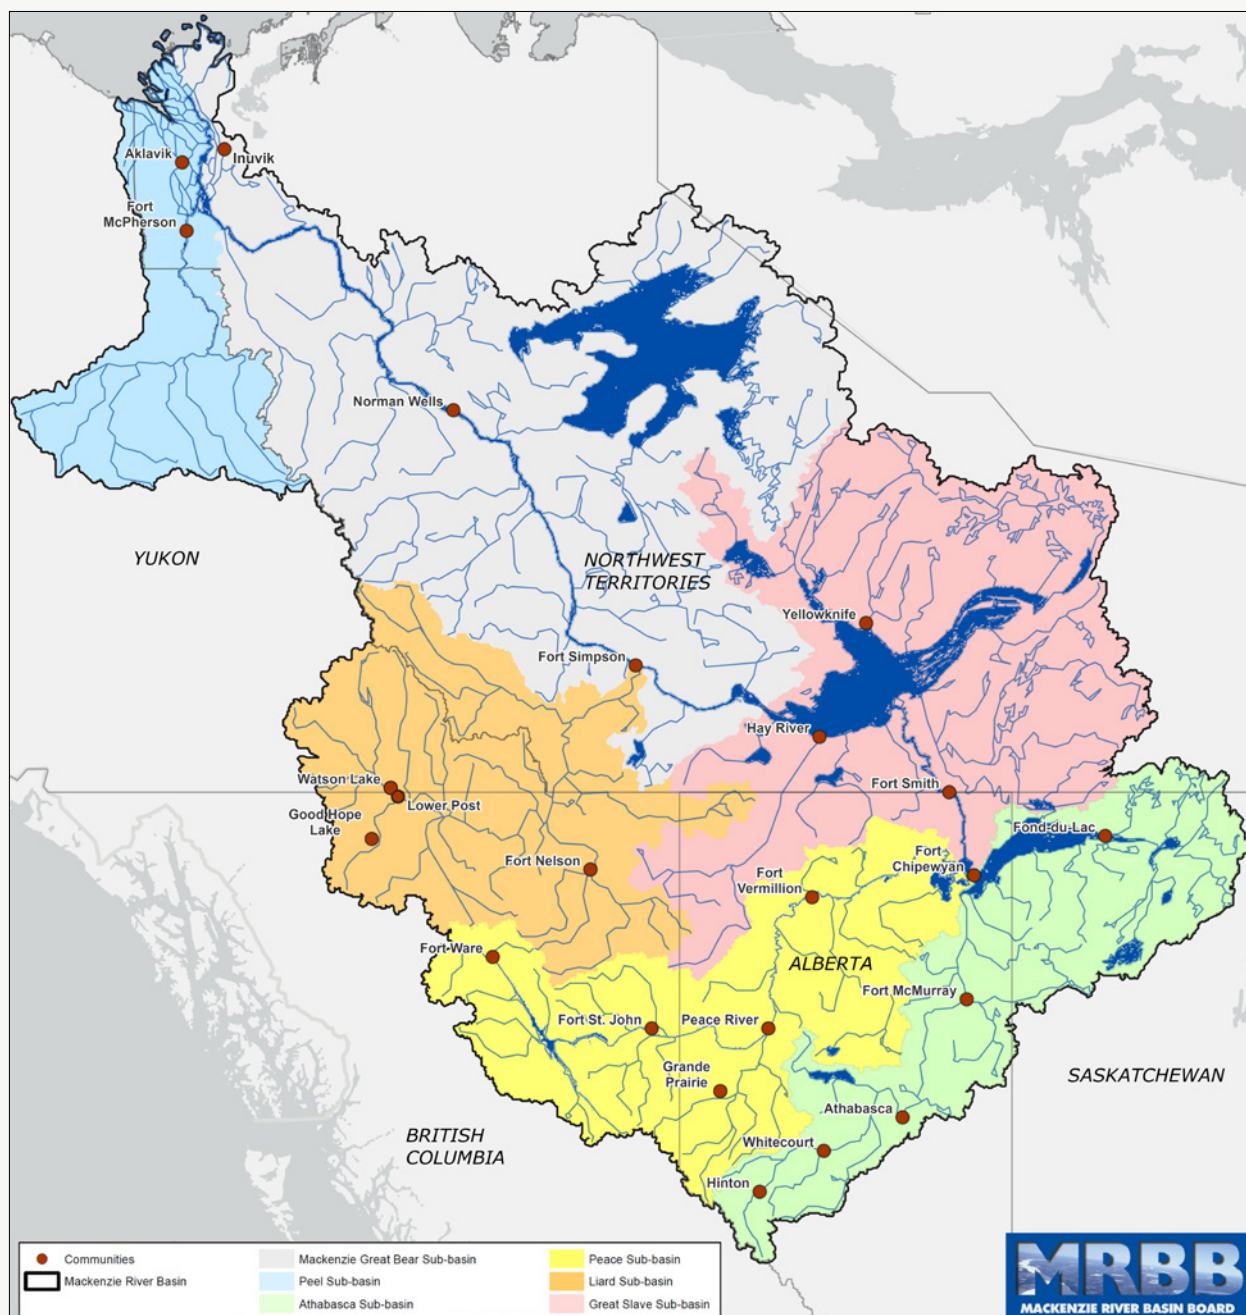 Aklavik
Inuvik
Fort
McPherson
Norman Wells
YUKON
NORTHWEST
TERRITORIES
Yellowknife
Fort Simpson
Hay River
Watson Lake
Lower Post
Fort Smith
Good Hope
Lake
Fond-du-Lac
Fort
Chipewyan
Fort Nelson
Fort
Vermillion
Fort Ware
ALBERTA
Fort McMurray
Fort St. John
Peace River
Grande
Prairie
SASKATCHEWAN
Athabasca
BRITISH
COLUMBIA
Whitecourt
Hinton
Communities
Mackenzie River Basin
Mackenzie Great Bear Sub-basin
Peel Sub-basin
Athabasca Sub-basin
Peace Sub-basin
Liard Sub-basin
Great Slave Sub-basin
MRBB
MACKENZIE RIVER BASIN BOARD